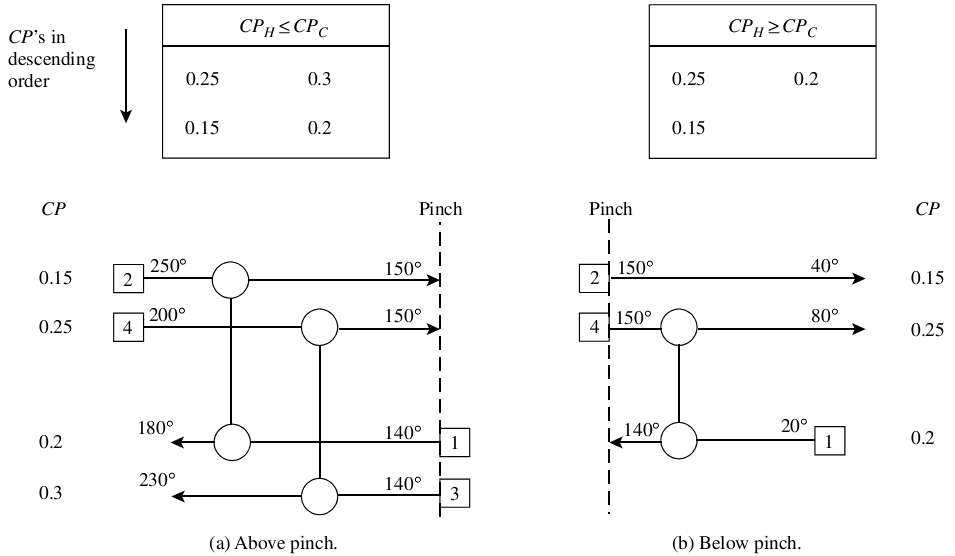 CP's in
descending
order
CP_H ≤ CP_C
0.25 0.3
0.15 0.2
CP_H ≥ CP_C
0.25 0.2
0.15
CP Pinch
0.15 2 250° 150°
0.25 4 200° 150°
0.2 180° 140° 1
0.3 230° 140° 3
(a) Above pinch.
Pinch CP
2 150° 40° 0.15
4 150° 80° 0.25
140° 20° 1 0.2
(b) Below pinch.